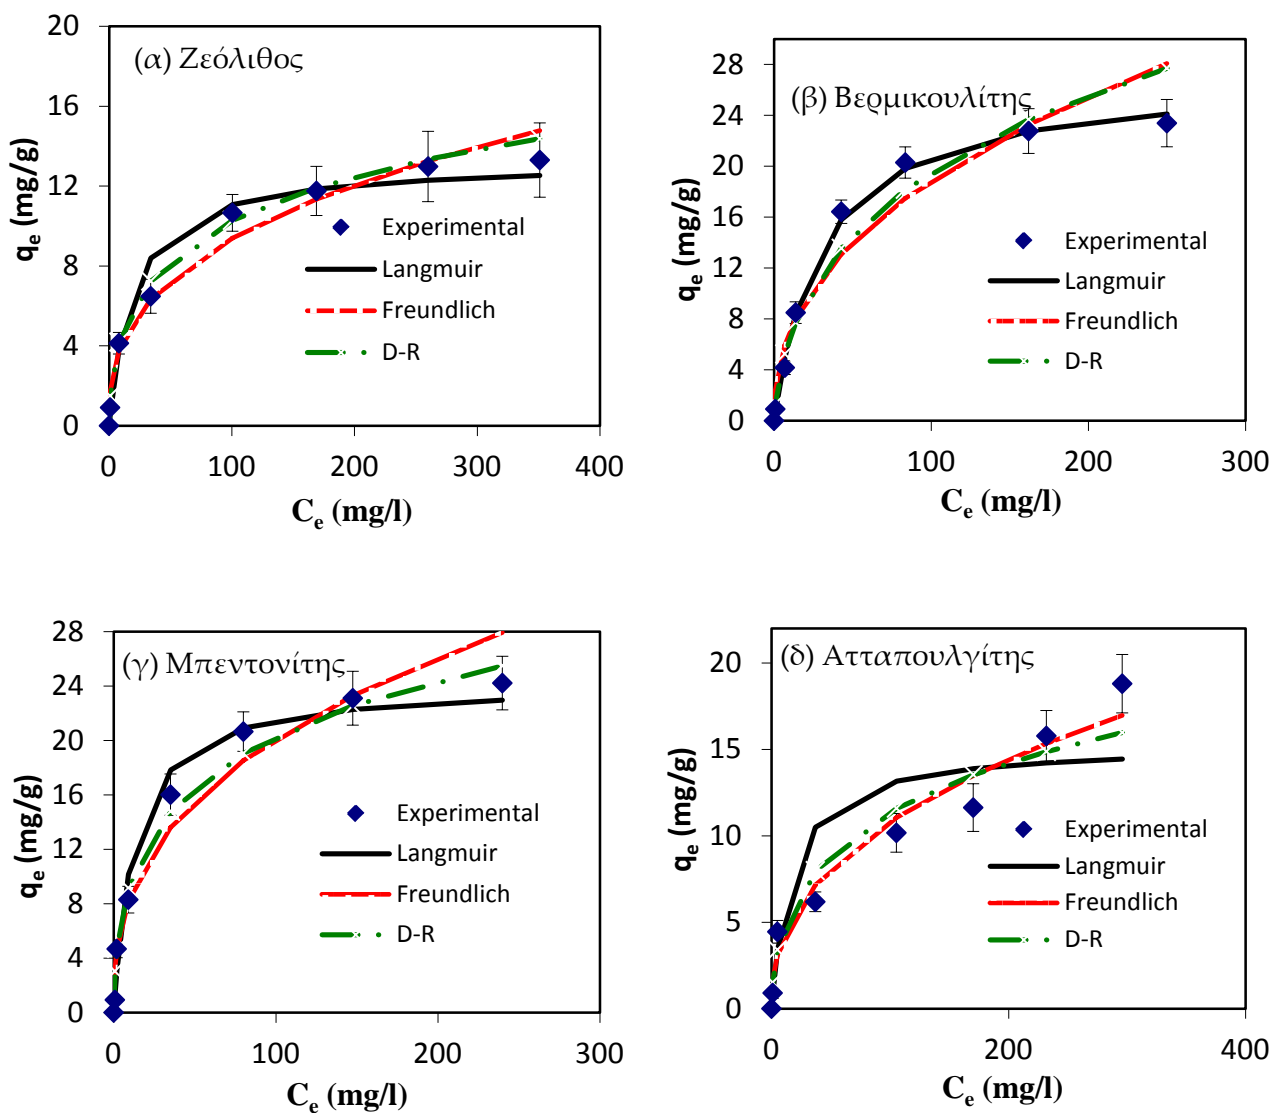 (α) Ζεόλιθος
20
16
12
8
4
0
qe (mg/g)
Experimental
Langmuir
Freundlich
D-R
0 100 200 300 400
Ce (mg/l)
(β) Βερμικουλίτης
28
24
20
16
12
8
4
0
qe (mg/g)
Experimental
Langmuir
Freundlich
D-R
0 100 200 300
Ce (mg/l)
(γ) Μπεντονίτης
28
24
20
16
12
8
4
0
qe (mg/g)
Experimental
Langmuir
Freundlich
D-R
0 100 200 300
Ce (mg/l)
(δ) Ατταπουλγίτης
20
15
10
5
0
qe (mg/g)
Experimental
Langmuir
Freundlich
D-R
0 200 400
Ce (mg/l)